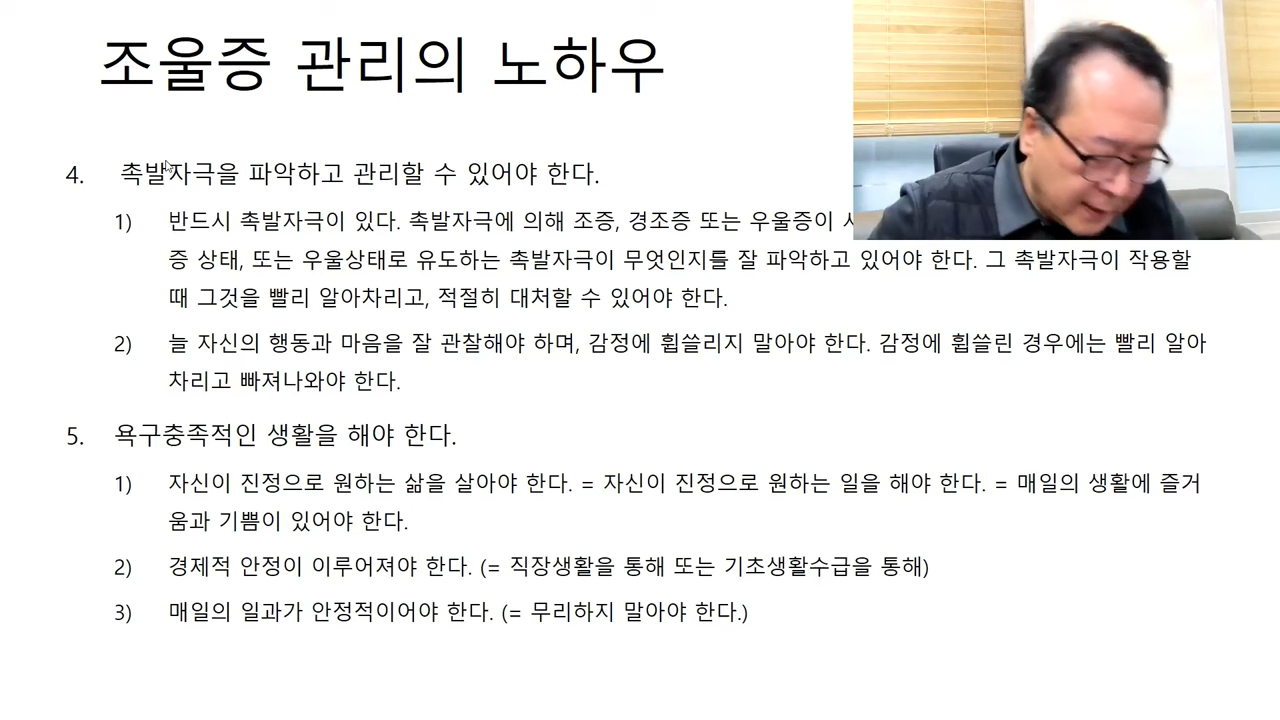 조울증 관리의 노하우
4. 촉발자극을 파악하고 관리할 수 있어야 한다.
1) 반드시 촉발자극이 있다. 촉발자극에 의해 조증, 경조증 또는 우울증이
증 상태, 또는 우울상태로 유도하는 촉발자극이 무엇인지를 잘 파악하고 있어야 한다. 그 촉발자극이 작용할
때 그것을 빨리 알아차리고, 적절히 대처할 수 있어야 한다.
2) 늘 자신의 행동과 마음을 잘 관찰해야 하며, 감정에 휩쓸리지 말아야 한다. 감정에 휩쓸린 경우에는 빨리 알아
차리고 빠져나와야 한다.
5. 욕구충족적인 생활을 해야 한다.
1) 자신이 진정으로 원하는 삶을 살아야 한다. = 자신이 진정으로 원하는 일을 해야 한다. = 매일의 생활에 즐거
움과 기쁨이 있어야 한다.
2) 경제적 안정이 이루어져야 한다. (= 직장생활을 통해 또는 기초생활수급을 통해)
3) 매일의 일과가 안정적이어야 한다. (= 무리하지 말아야 한다.)